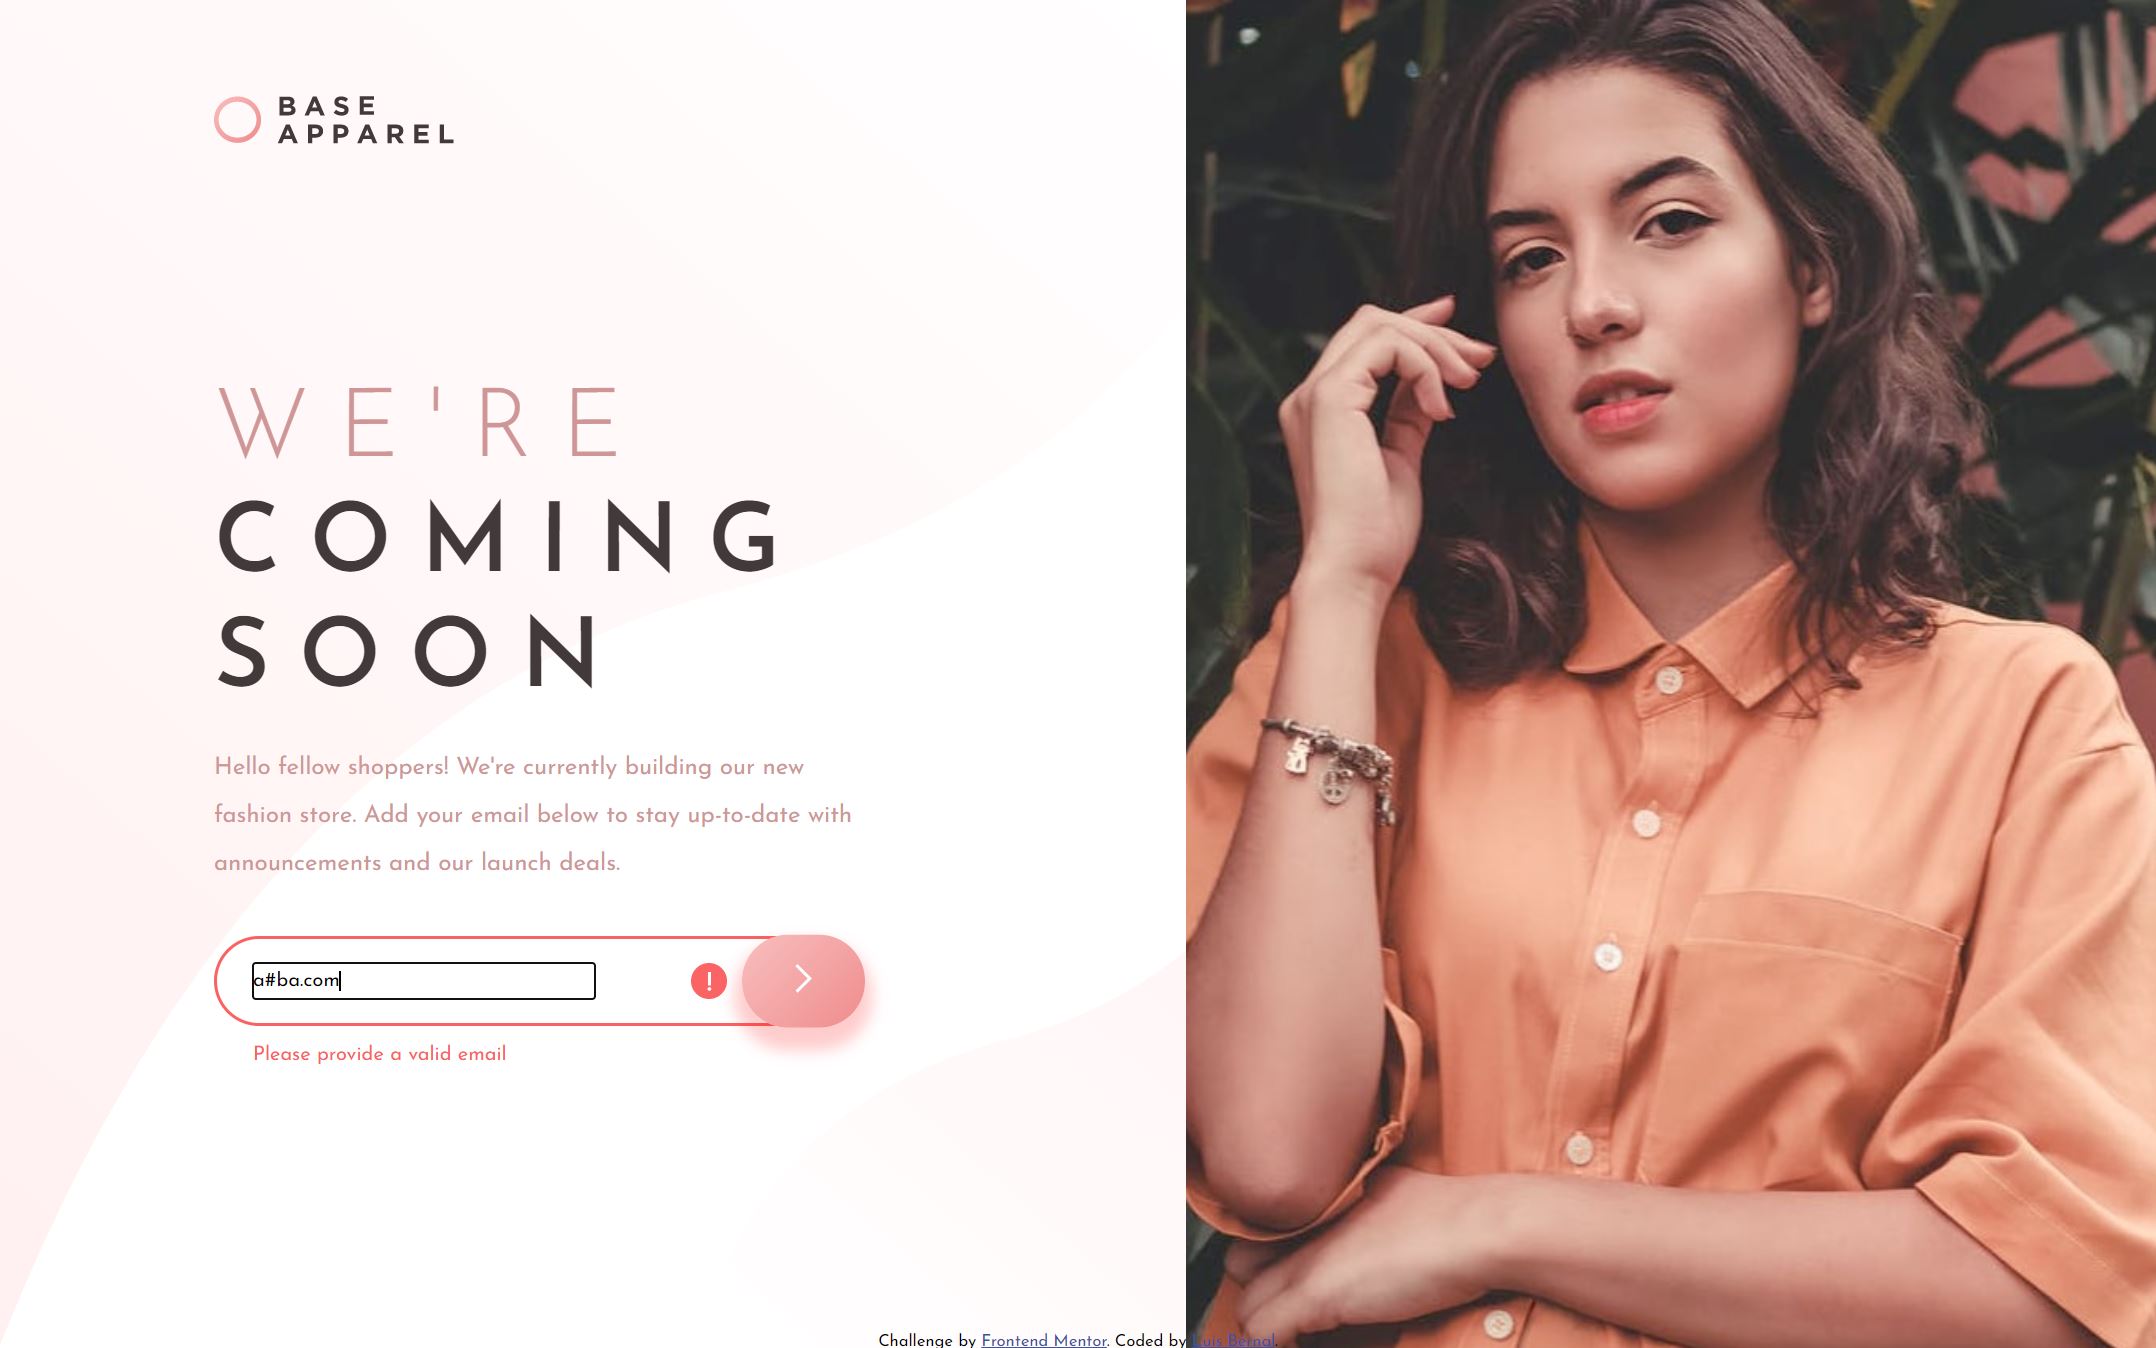 BASE
APPAREL
WE'RE
COMING
SOON
Hello fellow shoppers! We're currently building our new
fashion store. Add your email below to stay up-to-date with
announcements and our launch deals.
a#ba.com
!
Please provide a valid email
Challenge by Frontend Mentor. Coded by Luis Bernal.